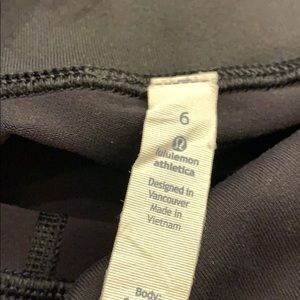 6
lululemon
athletica
Designed in
Vancouver
Made in
Vietnam
Body: